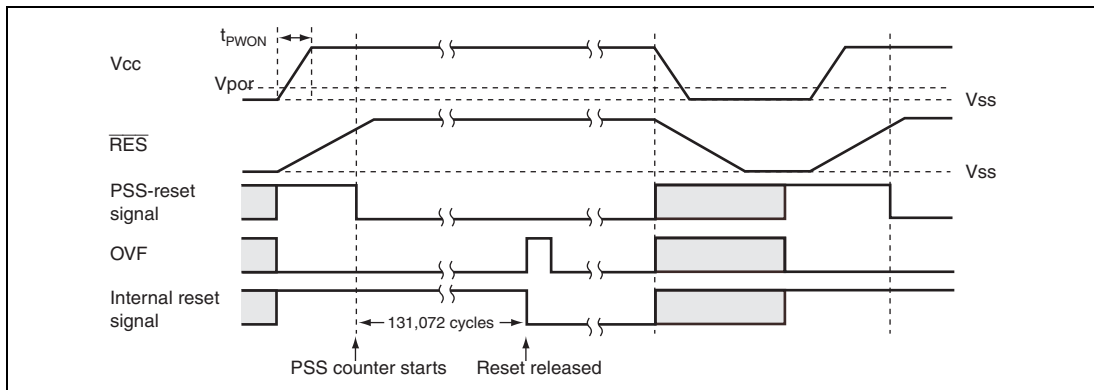 tPWON
Vcc
Vpor
Vss
RES
Vss
PSS-reset
signal
OVF
Internal reset
signal
131,072 cycles
PSS counter starts
Reset released